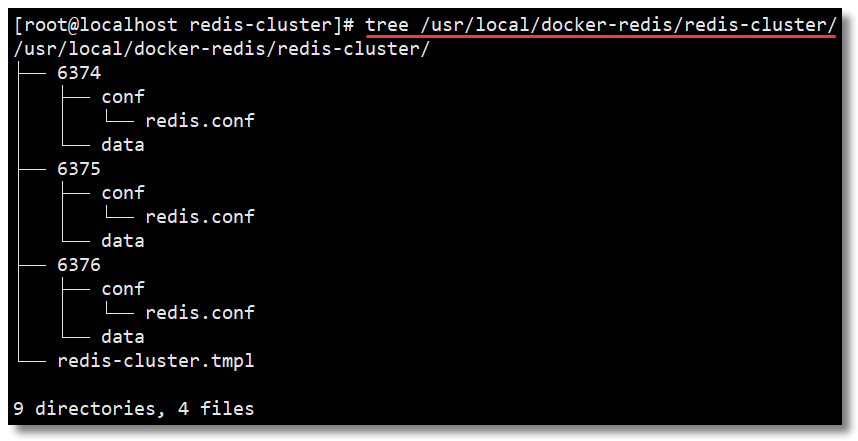 [root@localhost redis-cluster]# tree /usr/local/docker-redis/redis-cluster/
/usr/local/docker-redis/redis-cluster/
├── 6374
│   ├── conf
│   │   └── redis.conf
│   └── data
├── 6375
│   ├── conf
│   │   └── redis.conf
│   └── data
├── 6376
│   ├── conf
│   │   └── redis.conf
│   └── data
└── redis-cluster.tmpl
9 directories, 4 files